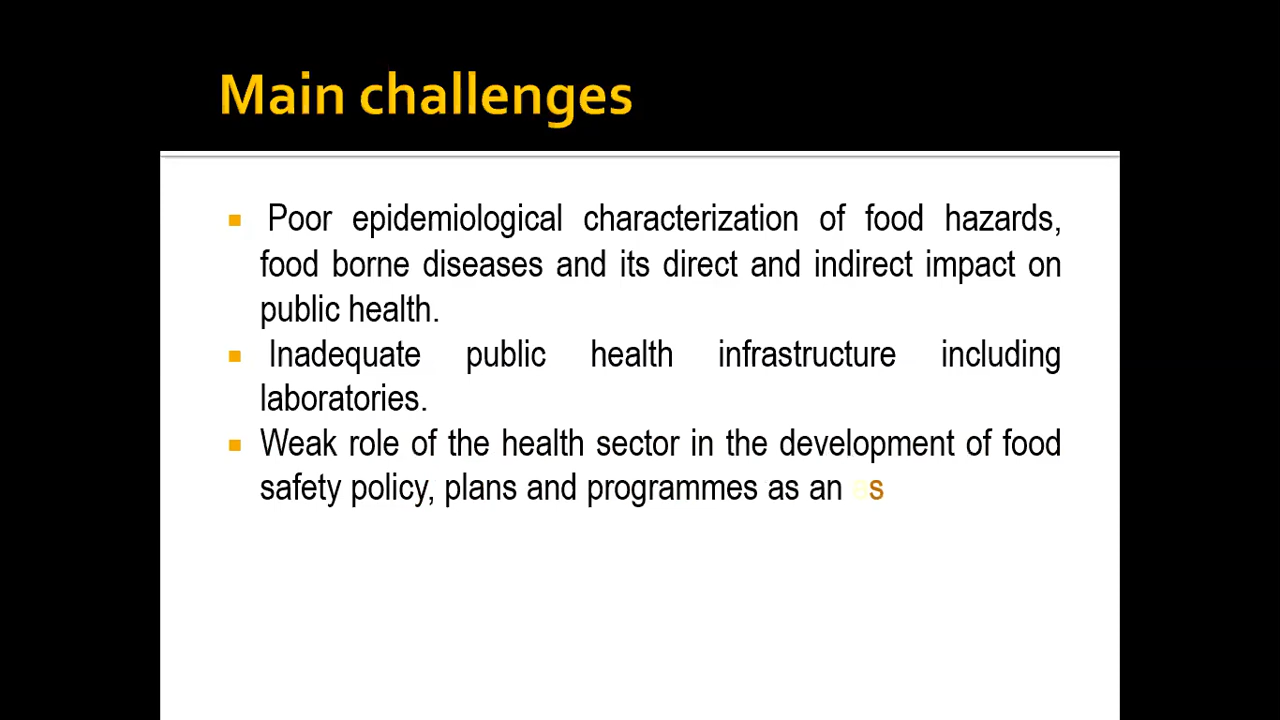 Main challenges
▪ Poor epidemiological characterization of food hazards,
food borne diseases and its direct and indirect impact on
public health.
▪ Inadequate public health infrastructure including
laboratories.
▪ Weak role of the health sector in the development of food
safety policy, plans and programmes as an es